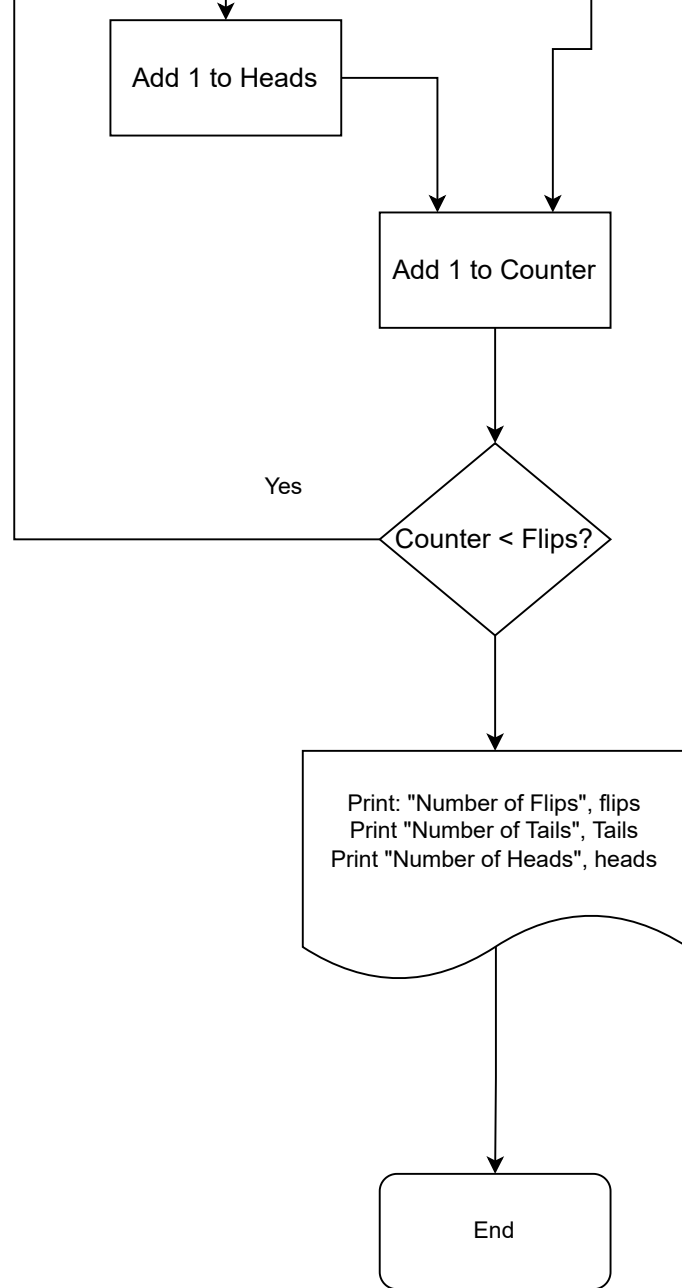 Add 1 to Heads
Add 1 to Counter
Yes
Counter < Flips?
Print: "Number of Flips", flips
Print "Number of Tails", Tails
Print "Number of Heads", heads
End